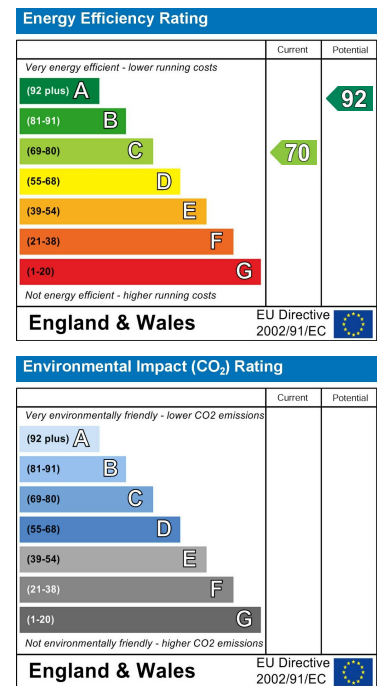 Energy Efficiency Rating
Current Potential
Very energy efficient - lower running costs
(92 plus) A
92
(81-91) B
(69-80) C
70
(55-68) D
(39-54) E
(21-38) F
(1-20) G
Not energy efficient - higher running costs
England & Wales
EU Directive
2002/91/EC
Environmental Impact (CO₂) Rating
Current Potential
Very environmentally friendly - lower CO2 emissions
(92 plus) A
(81-91) B
(69-80) C
(55-68) D
(39-54) E
(21-38) F
(1-20) G
Not environmentally friendly - higher CO2 emissions
England & Wales
EU Directive
2002/91/EC